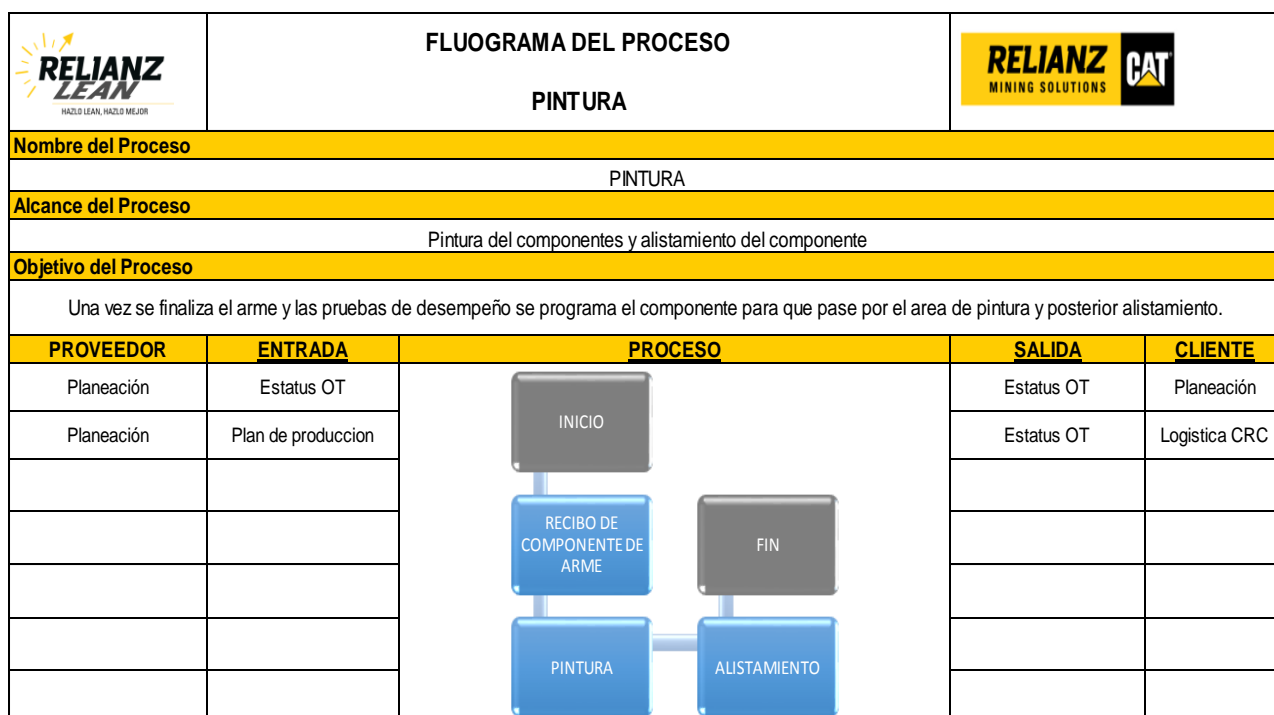 RELIANZ
LEAN
HAZLO LEAN, HAZLO MEJOR
FLUOGRAMA DEL PROCESO
PINTURA
RELIANZ
MINING SOLUTIONS
CAT
Nombre del Proceso
PINTURA
Alcance del Proceso
Pintura del componentes y alistamiento del componente
Objetivo del Proceso
Una vez se finaliza el arme y las pruebas de desempeño se programa el componente para que pase por el area de pintura y posterior alistamiento.
PROVEEDOR ENTRADA PROCESO SALIDA CLIENTE
Planeación Estatus OT Estatus OT Planeación
Planeación Plan de produccion Estatus OT Logistica CRC
INICIO
RECIBO DE
COMPONENTE DE
ARME
PINTURA
ALISTAMIENTO
FIN